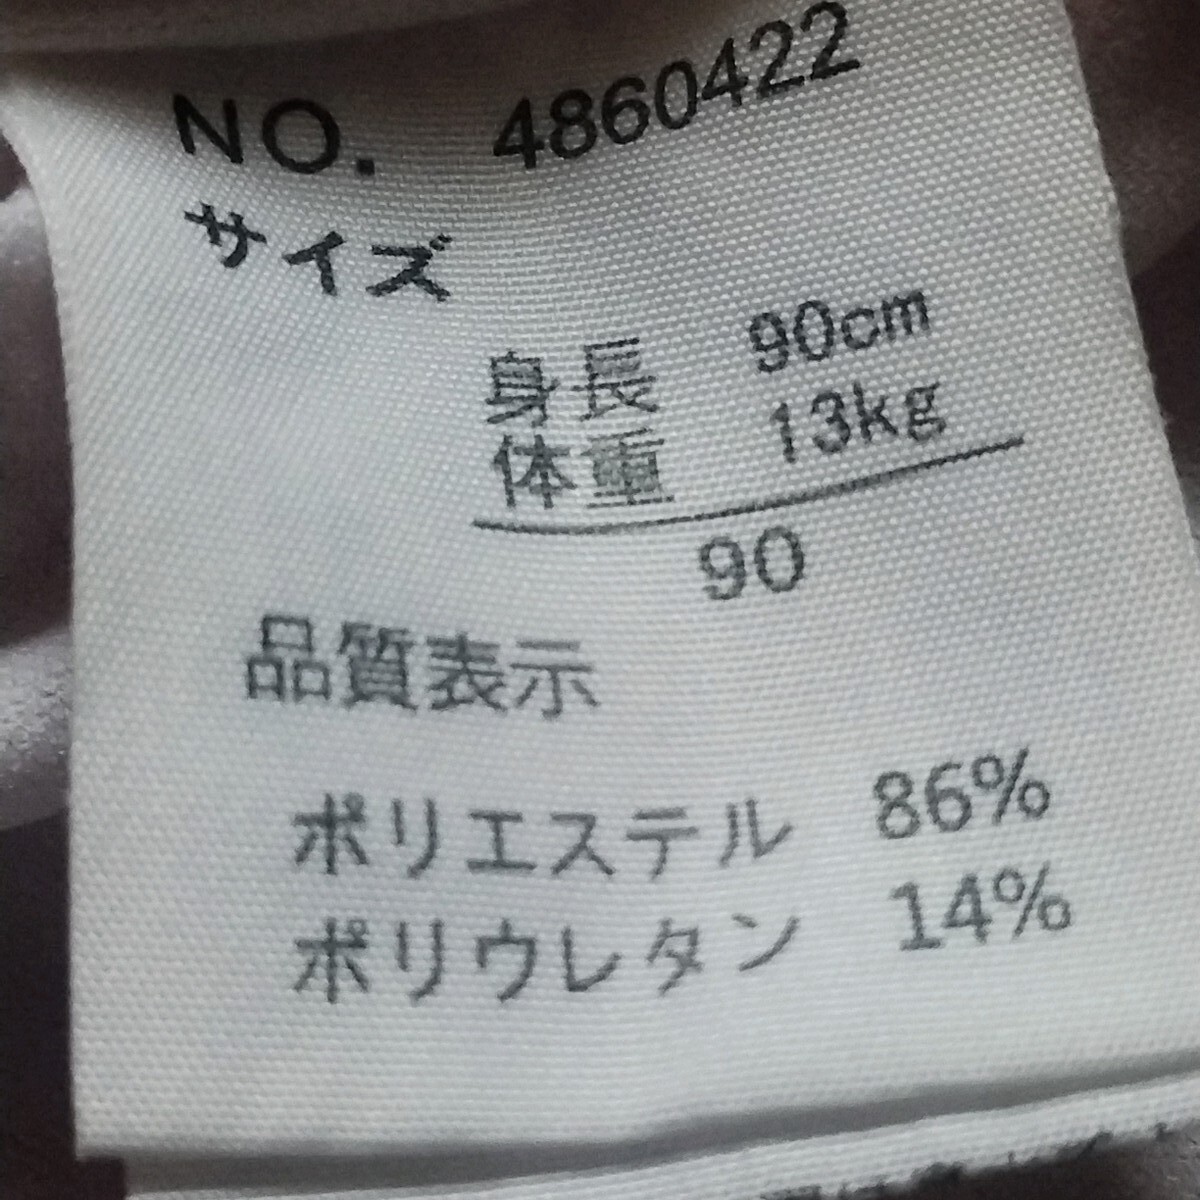 NO. 4860422
サイズ
身長 90cm
体重 13kg
90
品質表示
ポリエステル 86%
ポリウレタン 14%